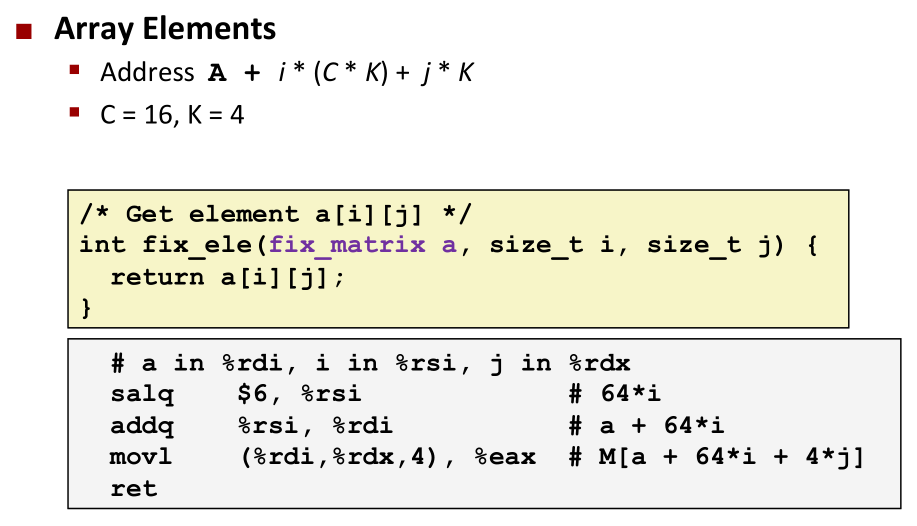 Array Elements
Address A + i * (C * K) + j * K
C = 16, K = 4
/* Get element a[i][j] */
int fix_ele(fix_matrix a, size_t i, size_t j) {
  return a[i][j];
}
# a in %rdi, i in %rsi, j in %rdx
salq    $6, %rsi             # 64*i
addq    %rsi, %rdi           # a + 64*i
movl    (%rdi,%rdx,4), %eax  # M[a + 64*i + 4*j]
ret